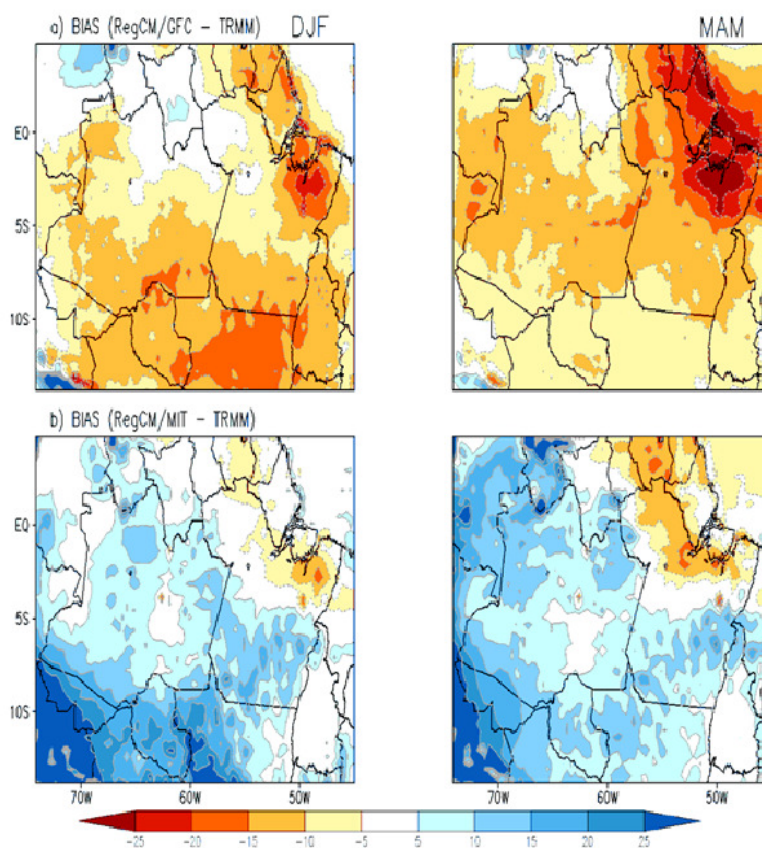 a) BIAS (RegCM/GFC - TRMM) DJF
MAM
EQ
5S
10S
b) BIAS (RegCM/MIT - TRMM)
EQ
5S
10S
70W 60W 50W
70W 60W 50W
-25 -20 -15 -10 -5 5 10 15 20 25